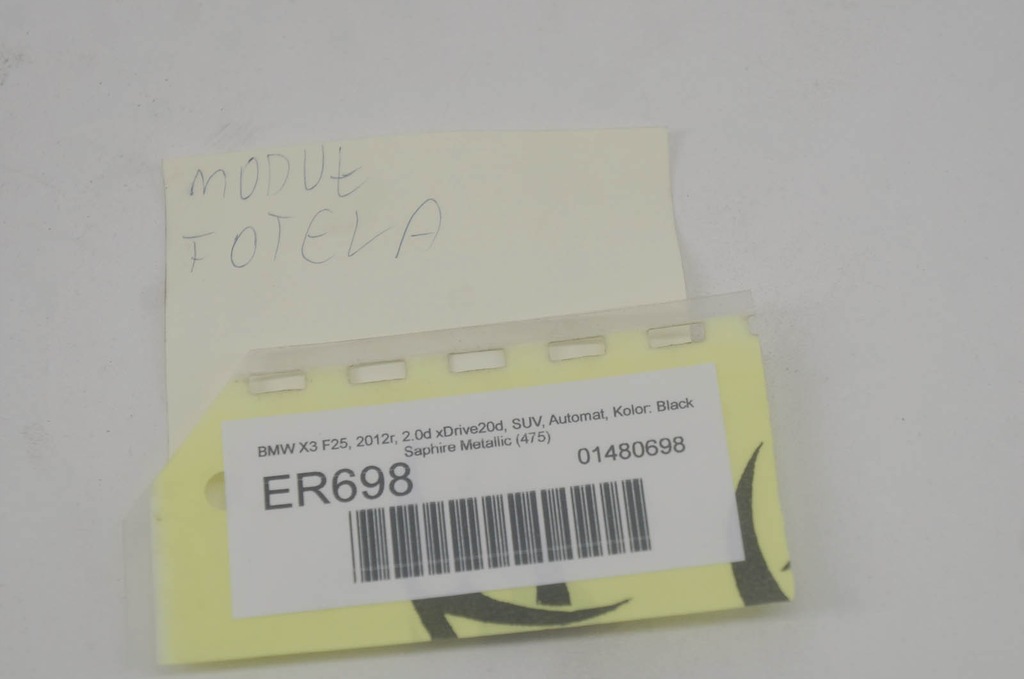 MODUŁ
FOTELA
BMW X3 F25, 2012r, 2.0d xDrive20d, SUV, Automat, Kolor: Black
Saphire Metallic (475)
ER698 01480698